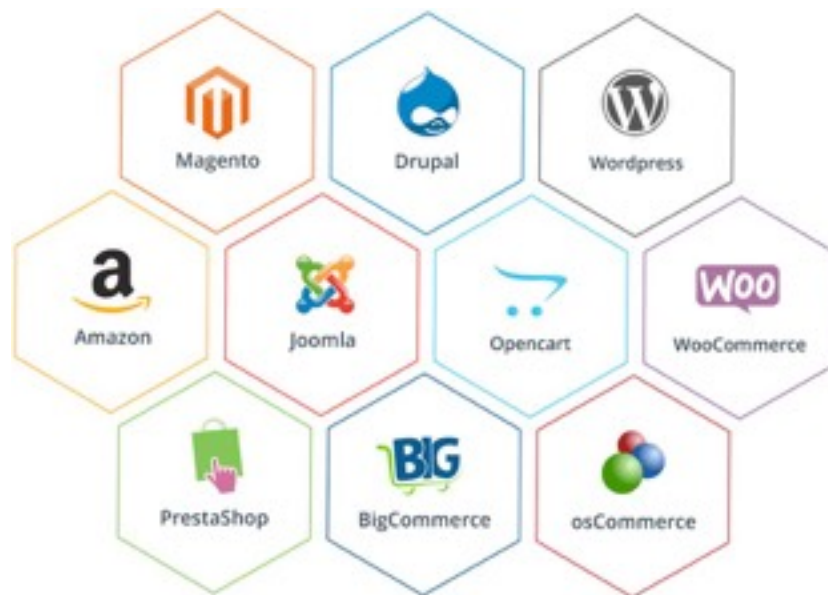 Magento
Drupal
Wordpress
a
Amazon
Joomla
Opencart
WOO
WooCommerce
PrestaShop
BIG
BigCommerce
osCommerce